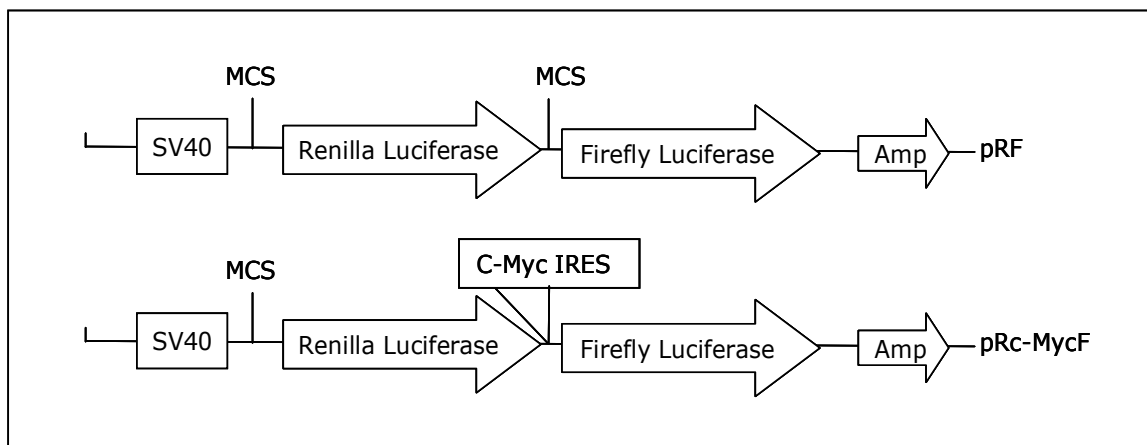 MCS MCS
SV40 Renilla Luciferase Firefly Luciferase Amp pRF
C-Myc IRES
MCS
SV40 Renilla Luciferase Firefly Luciferase Amp pRc-MycF